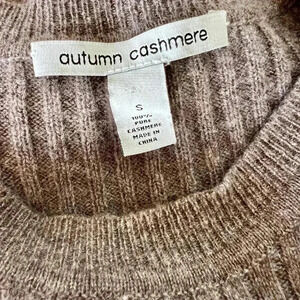 autumn cashmere
S
100%
PURE
CASHMERE
MADE IN
CHINA